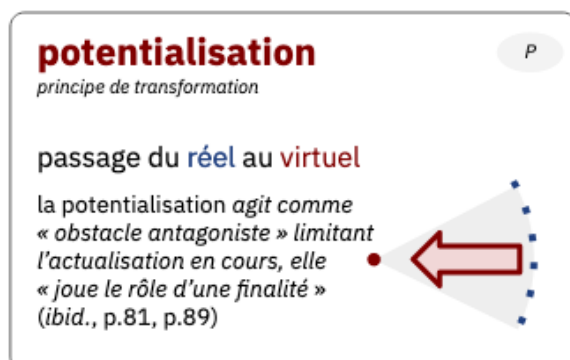 potentialisation
P
principe de transformation
passage du réel au virtuel
la potentialisation agit comme
« obstacle antagoniste » limitant
l’actualisation en cours, elle
« joue le rôle d’une finalité »
(ibid., p.81, p.89)